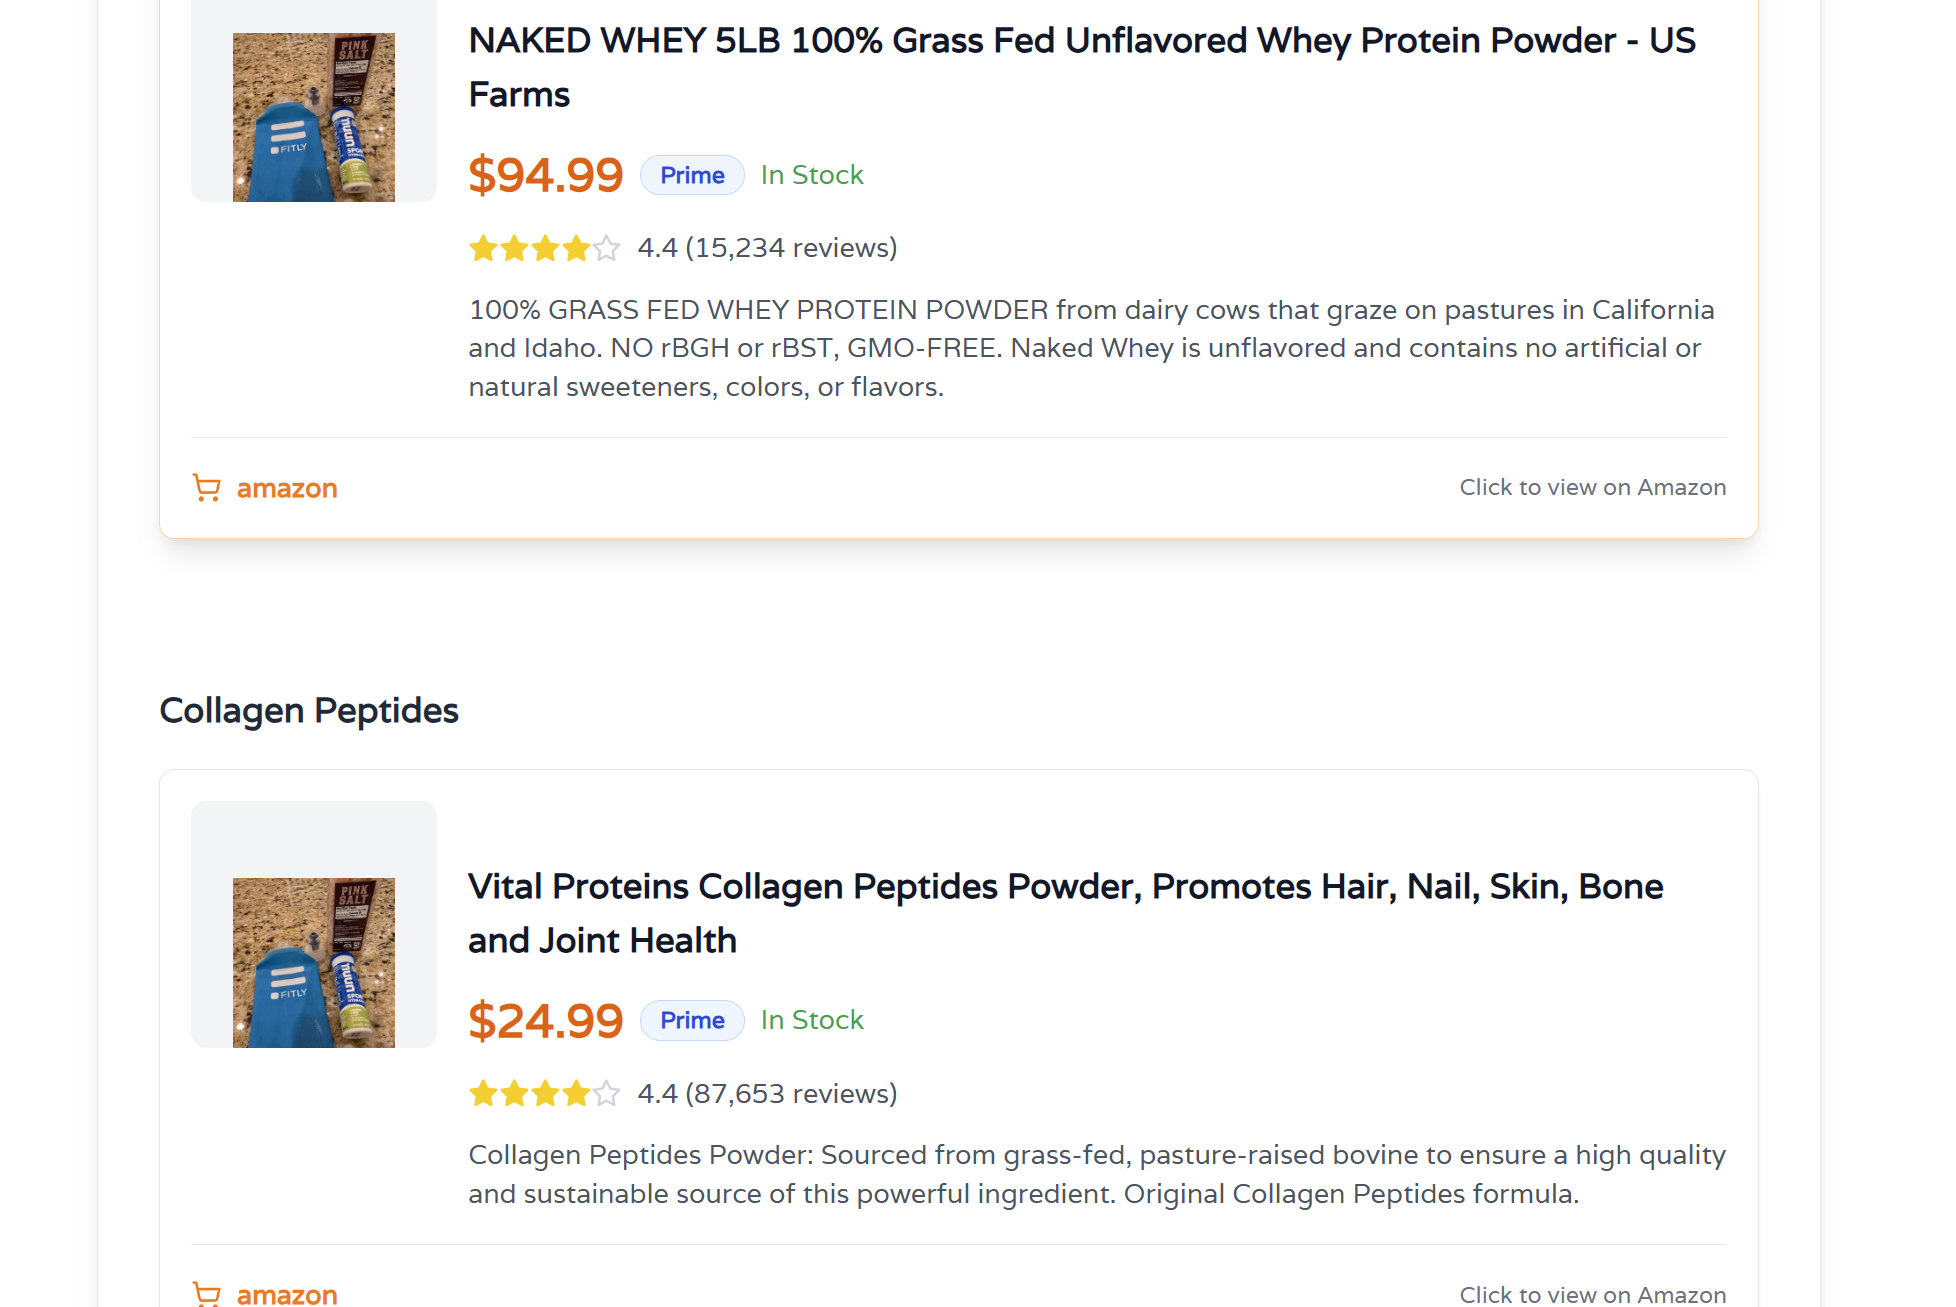 NAKED WHEY 5LB 100% Grass Fed Unflavored Whey Protein Powder - US
Farms
PINK
SALT
nuun
SPORT
FITLY
$94.99 Prime In Stock
4.4 (15,234 reviews)
100% GRASS FED WHEY PROTEIN POWDER from dairy cows that graze on pastures in California
and Idaho. NO rBGH or rBST, GMO-FREE. Naked Whey is unflavored and contains no artificial or
natural sweeteners, colors, or flavors.
amazon
Click to view on Amazon
Collagen Peptides
Vital Proteins Collagen Peptides Powder, Promotes Hair, Nail, Skin, Bone
and Joint Health
PINK
SALT
nuun
SPORT
FITLY
$24.99 Prime In Stock
4.4 (87,653 reviews)
Collagen Peptides Powder: Sourced from grass-fed, pasture-raised bovine to ensure a high quality
and sustainable source of this powerful ingredient. Original Collagen Peptides formula.
amazon
Click to view on Amazon